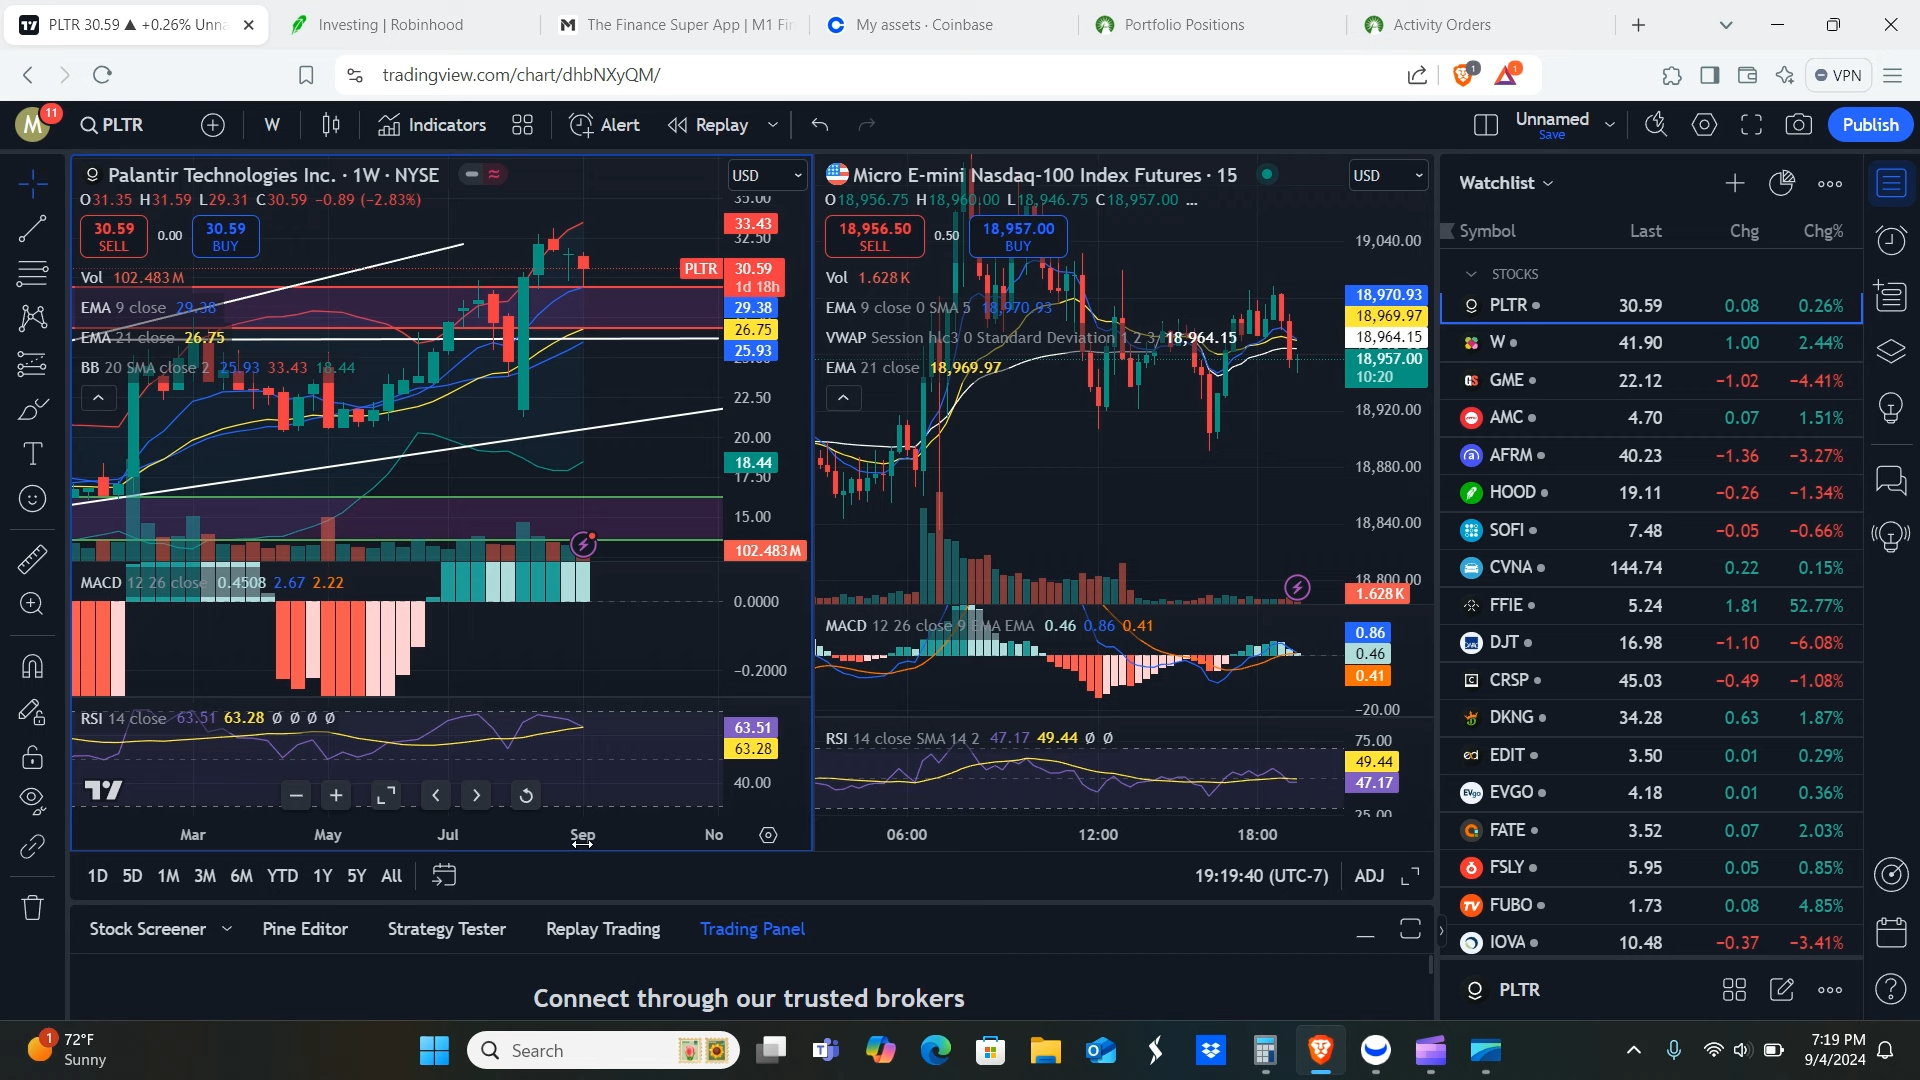 PLTR 30.59 ▲ +0.26% Unna
Investing | Robinhood
The Finance Super App | M1 Fin
My assets · Coinbase
Portfolio Positions
Activity Orders
tradingview.com/chart/dhbNXyQM/
1
1
VPN
M
11
PLTR
W
Indicators
Alert
Replay
Unnamed
Save
Publish
Palantir Technologies Inc. · 1W · NYSE
O31.35 H31.59 L29.31 C30.59 −0.89 (−2.83%)
30.59
SELL
0.00
30.59
BUY
Vol 102.483 M
EMA 9 close 29.38
EMA 21 close 26.75
BB 20 SMA close 2 25.93 33.43 18.44
USD
35.00
33.43
32.50
PLTR
30.59
1d 18h
29.38
26.75
25.93
22.50
20.00
18.44
17.50
15.00
102.483 M
MACD 12 26 close 0.4508 2.67 2.22
0.0000
−0.2000
RSI 14 close 63.51 63.28 Ø Ø Ø Ø
63.51
63.28
40.00
Mar
May
Jul
Sep
No
Micro E-mini Nasdaq-100 Index Futures · 15
O18,956.75 H18,960.00 L18,946.75 C18,957.00 ...
18,956.50
SELL
0.50
18,957.00
BUY
Vol 1.628 K
EMA 9 close 0 SMA 5 18,970.93
VWAP Session hlc3 0 Standard Deviation 1 2 3 18,964.15
EMA 21 close 18,969.97
USD
19,040.00
18,970.93
18,969.97
18,964.15
18,957.00
10:20
18,920.00
18,880.00
18,840.00
18,800.00
1.628 K
MACD 12 26 close 9 EMA EMA 0.46 0.86 0.41
0.86
0.46
0.41
−20.00
RSI 14 close SMA 14 2 47.17 49.44 Ø Ø
75.00
49.44
47.17
25.00
06:00
12:00
18:00
1D 5D 1M 3M 6M YTD 1Y 5Y All
19:19:40 (UTC-7)
ADJ
Stock Screener
Pine Editor
Strategy Tester
Replay Trading
Trading Panel
Connect through our trusted brokers
Watchlist
Symbol Last Chg Chg%
STOCKS
PLTR 30.59 0.08 0.26%
W 41.90 1.00 2.44%
GME 22.12 −1.02 −4.41%
AMC 4.70 0.07 1.51%
AFRM 40.23 −1.36 −3.27%
HOOD 19.11 −0.26 −1.34%
SOFI 7.48 −0.05 −0.66%
CVNA 144.74 0.22 0.15%
FFIE 5.24 1.81 52.77%
DJT 16.98 −1.10 −6.08%
CRSP 45.03 −0.49 −1.08%
DKNG 34.28 0.63 1.87%
EDIT 3.50 0.01 0.29%
EVGO 4.18 0.01 0.36%
FATE 3.52 0.07 2.03%
FSLY 5.95 0.05 0.85%
FUBO 1.73 0.08 4.85%
IOVA 10.48 −0.37 −3.41%
PLTR
1
72°F
Sunny
Search
7:19 PM
9/4/2024